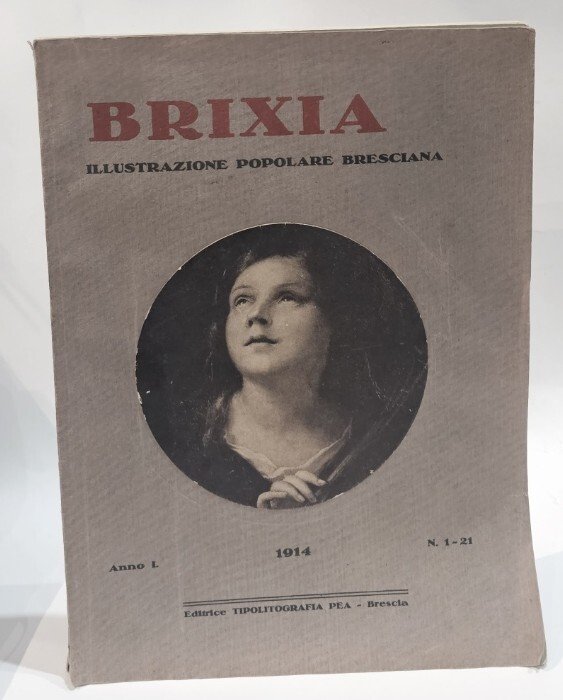 BRIXIA
ILLUSTRAZIONE POPOLARE BRESCIANA
Anno I. 1914 N. 1-21
Editrice TIPOLITOGRAFIA PEA - Brescia